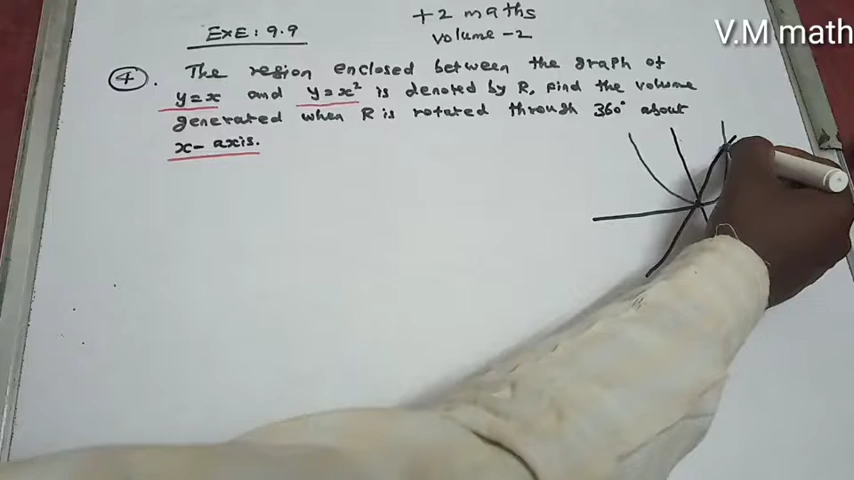 +2 maths
EXE: 9.9
volume -2
V.M math
4. The region enclosed between the graph of
y=x and y=x² is denoted by R, Find the volume
generated when R is rotated through 360° about
x- axis.